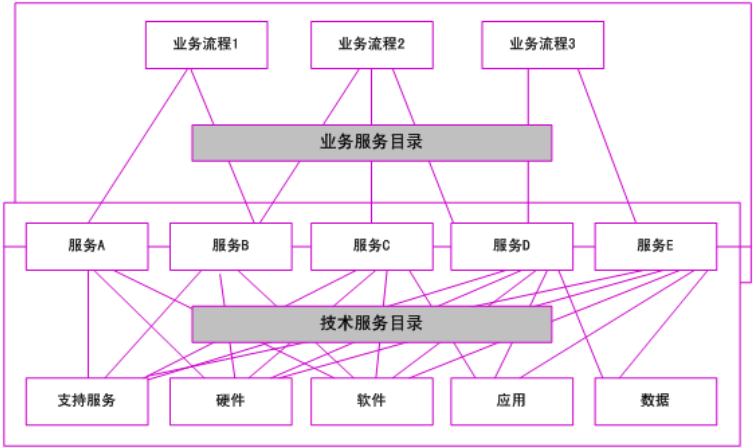 业务流程1
业务流程2
业务流程3
业务服务目录
服务A
服务B
服务C
服务D
服务E
技术服务目录
支持服务
硬件
软件
应用
数据